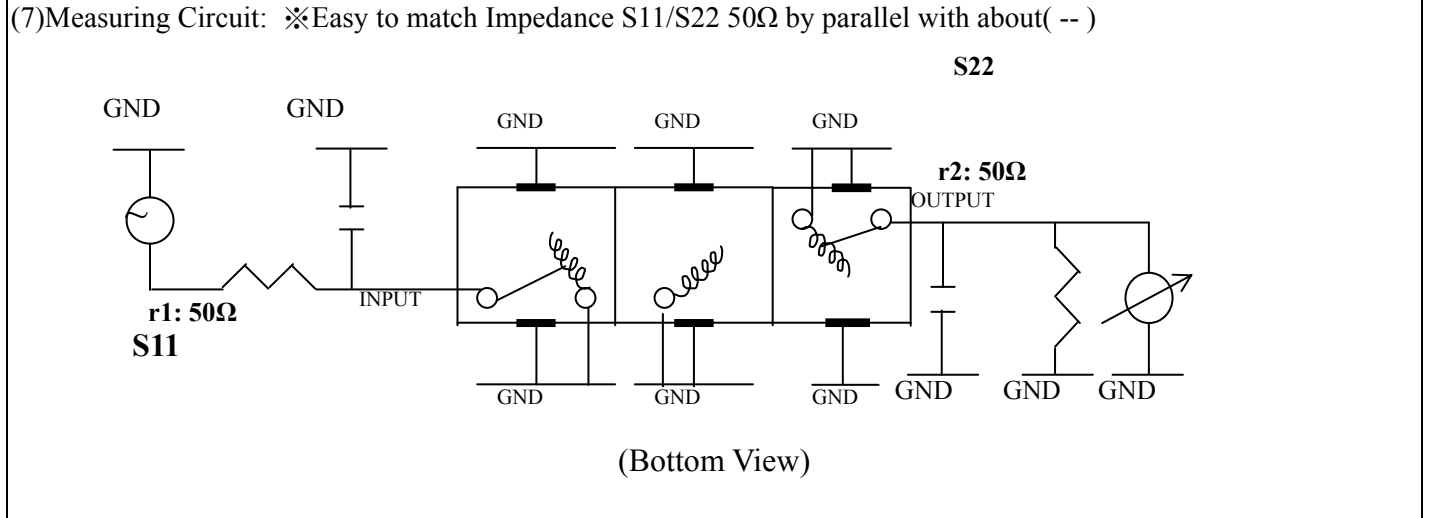 (7)Measuring Circuit: ※Easy to match Impedance S11/S22 50Ω by parallel with about( -- )
S22
GND GND GND GND GND
r2: 50Ω
OUTPUT
INPUT
r1: 50Ω
S11
GND GND GND GND GND GND
(Bottom View)